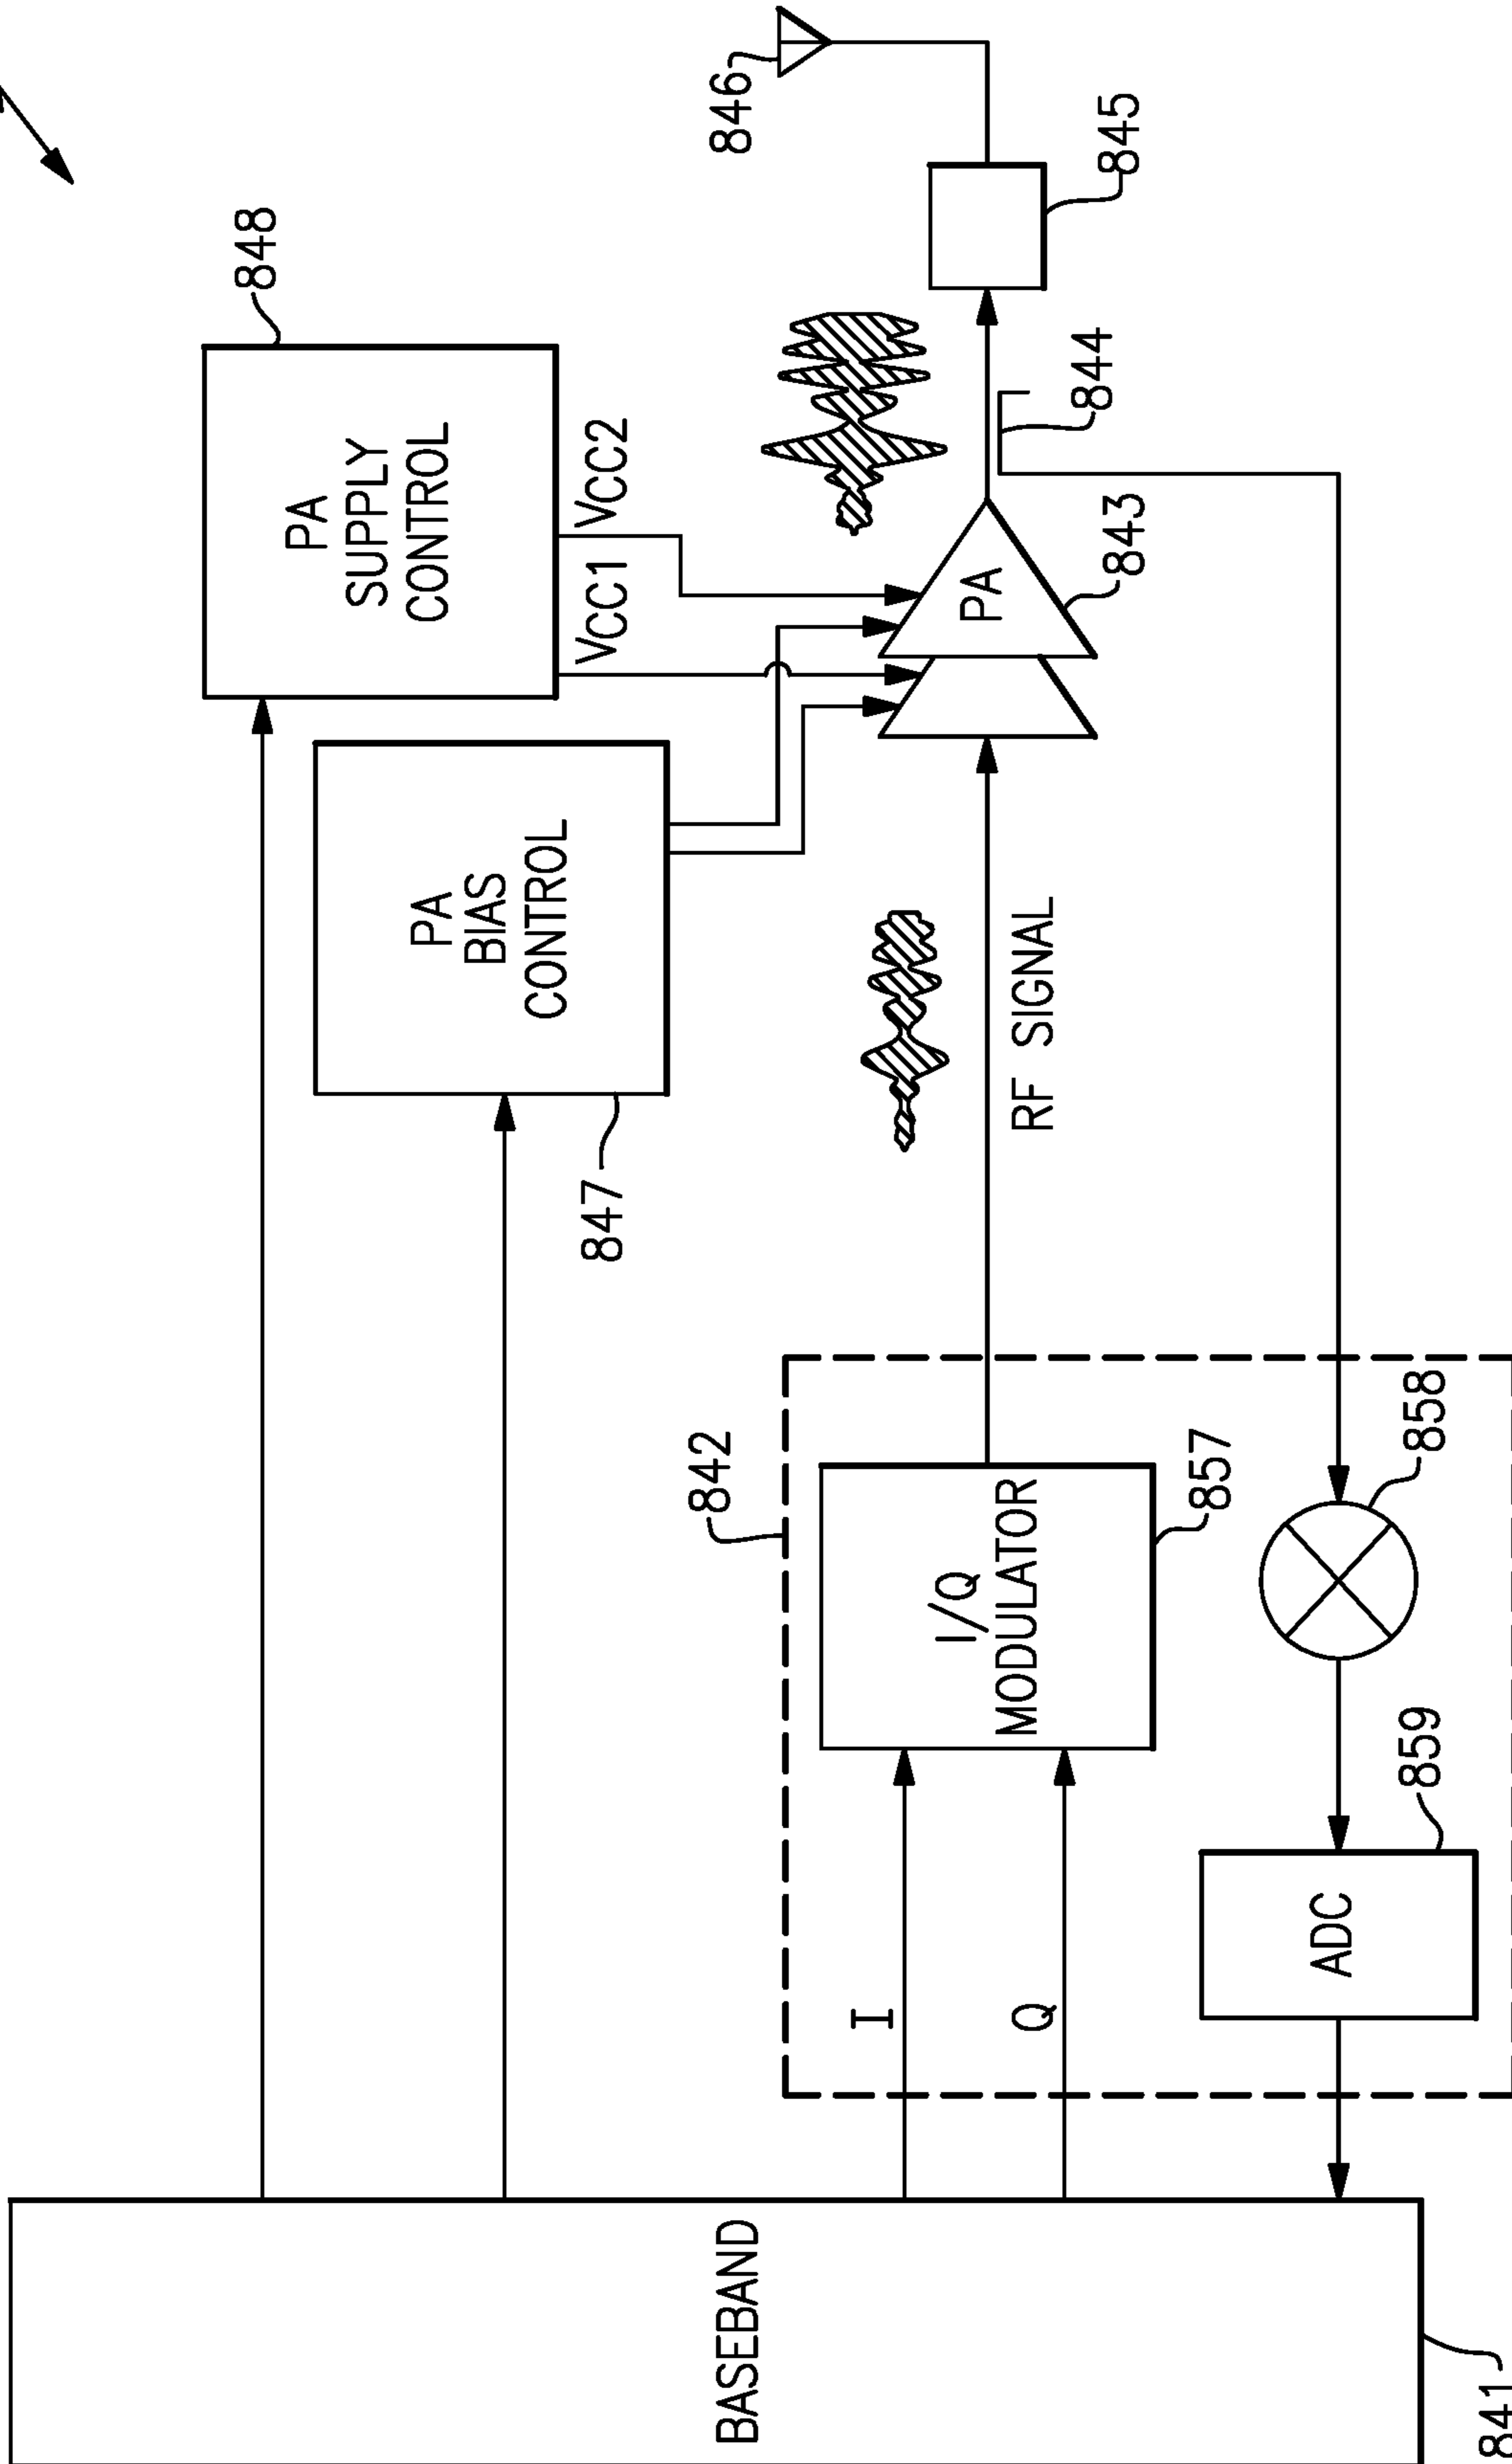 848
PA
SUPPLY
CONTROL
VCC1
VCC2
PA
BIAS
CONTROL
847
846
845
844
PA
843
RF SIGNAL
842
I/Q
MODULATOR
857
858
I
Q
ADC
859
BASEBAND
841